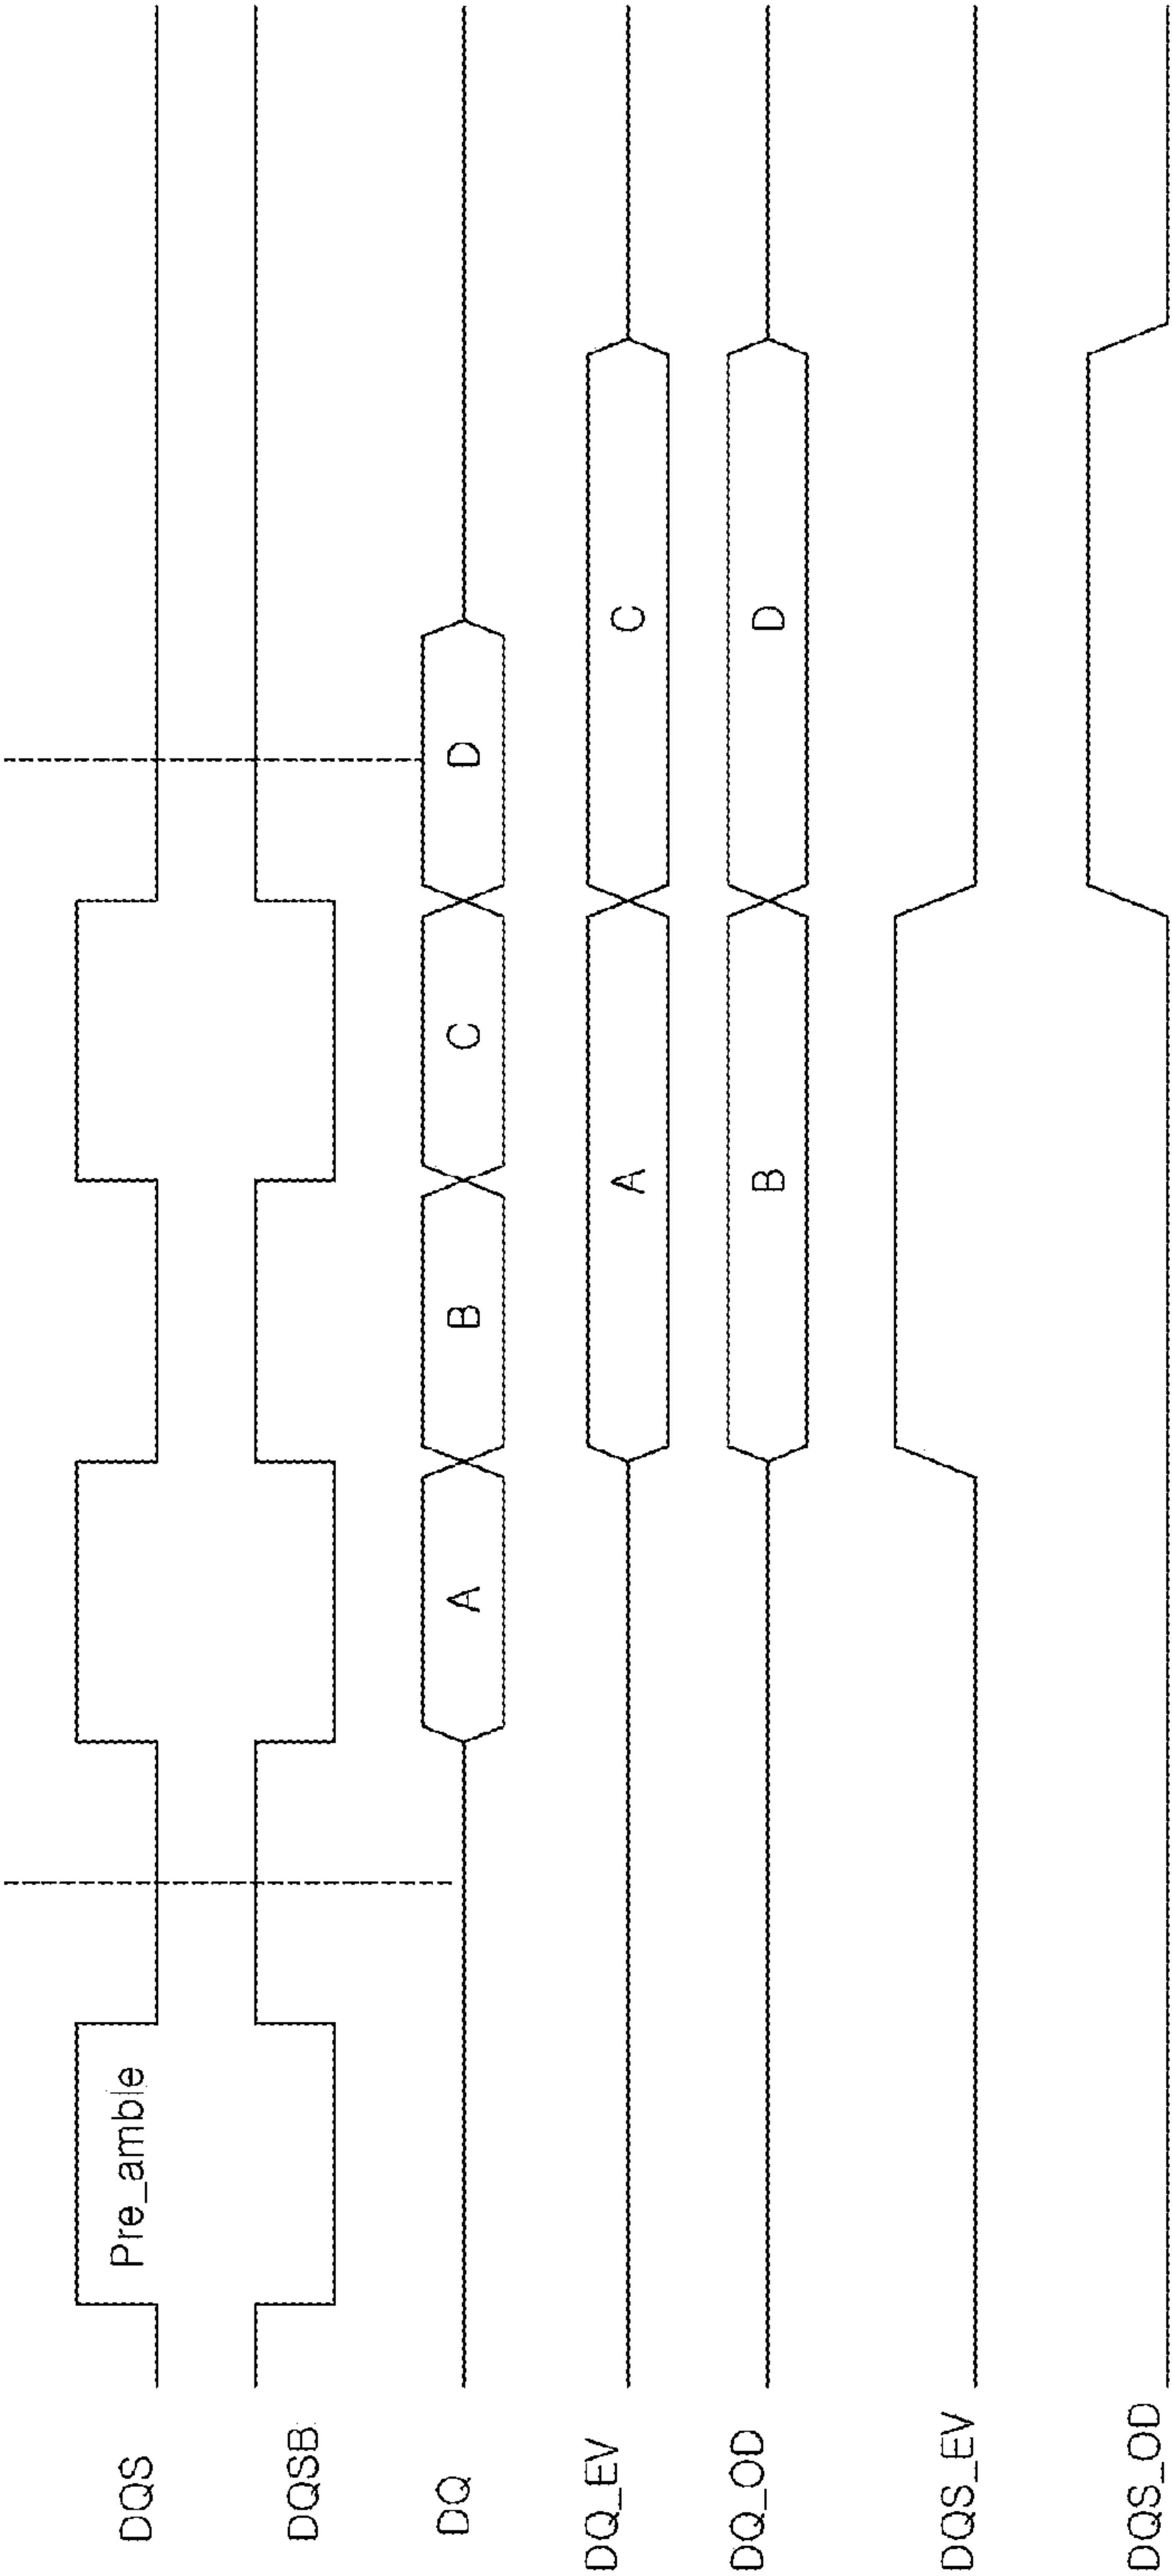 DQS
Pre_amble
DQSB
DQ
A
B
C
D
DQ_EV
A
C
DQ_OD
B
D
DQS_EV
DQS_OD